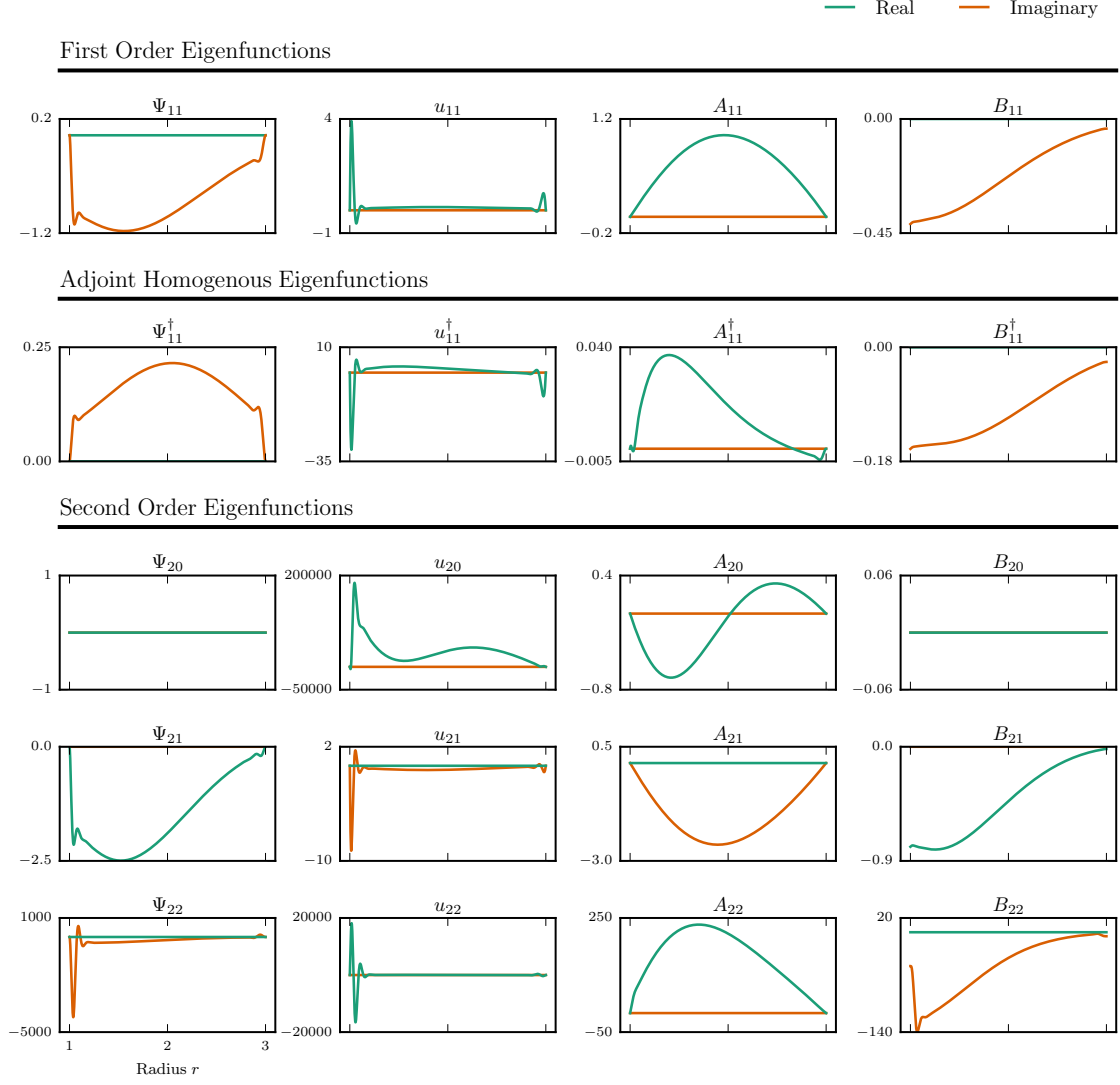 Real Imaginary
First Order Eigenfunctions
Ψ₁₁ u₁₁ A₁₁ B₁₁
0.2 4 1.2 0.00
−1.2 −1 −0.2 −0.45
Adjoint Homogenous Eigenfunctions
Ψ₁₁† u₁₁† A₁₁† B₁₁†
0.25 10 0.040 0.00
0.00 −35 −0.005 −0.18
Second Order Eigenfunctions
Ψ₂₀ u₂₀ A₂₀ B₂₀
1 200000 0.4 0.06
−1 −50000 −0.8 −0.06
Ψ₂₁ u₂₁ A₂₁ B₂₁
0.0 2 0.5 0.0
−2.5 −10 −3.0 −0.9
Ψ₂₂ u₂₂ A₂₂ B₂₂
1000 20000 250 20
−5000 −20000 −50 −140
1 2 3
Radius r